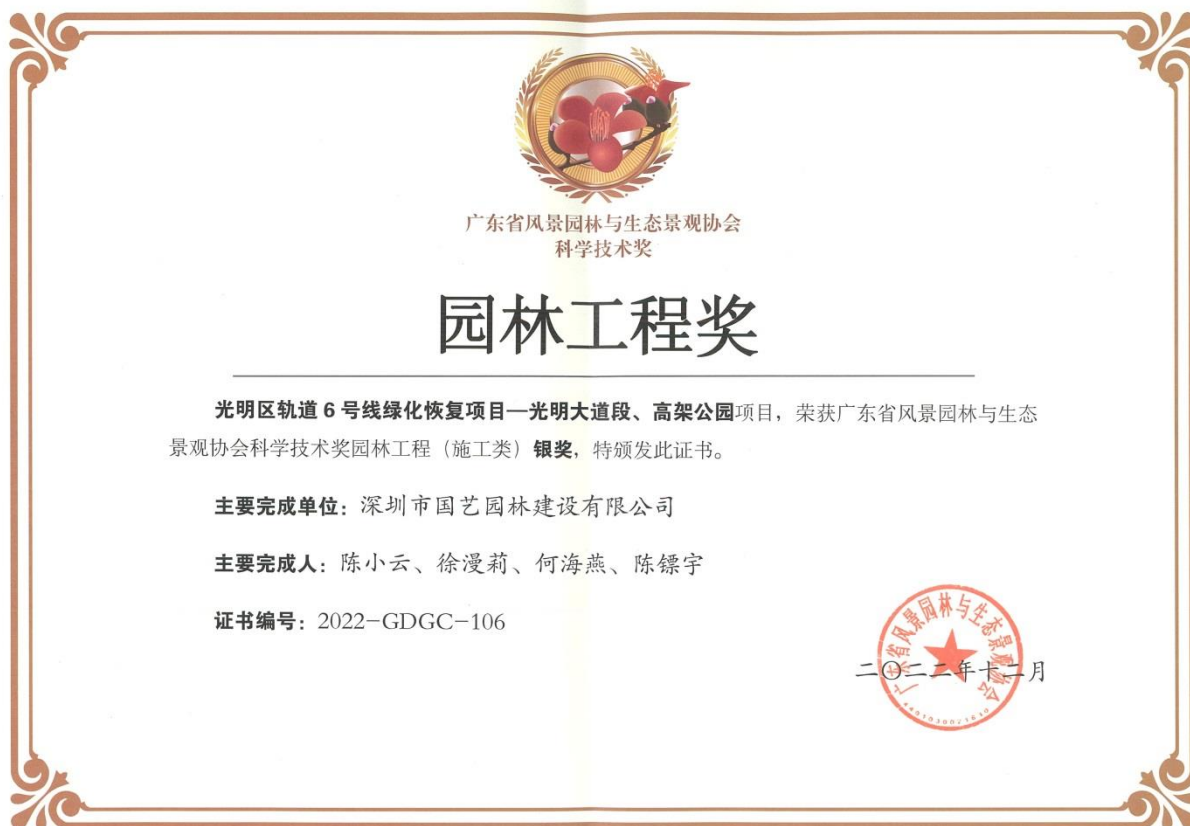 广东省风景园林与生态景观协会
科学技术奖
园林工程奖
光明区轨道6号线绿化恢复项目—光明大道段、高架公园项目，荣获广东省风景园林与生态
景观协会科学技术奖园林工程（施工类）银奖，特颁发此证书。
主要完成单位：深圳市国艺园林建设有限公司
主要完成人：陈小云、徐漫莉、何海燕、陈镖宇
证书编号：2022-GDGC-106
广东省风景园林与生态景观协会
二〇二二年十二月